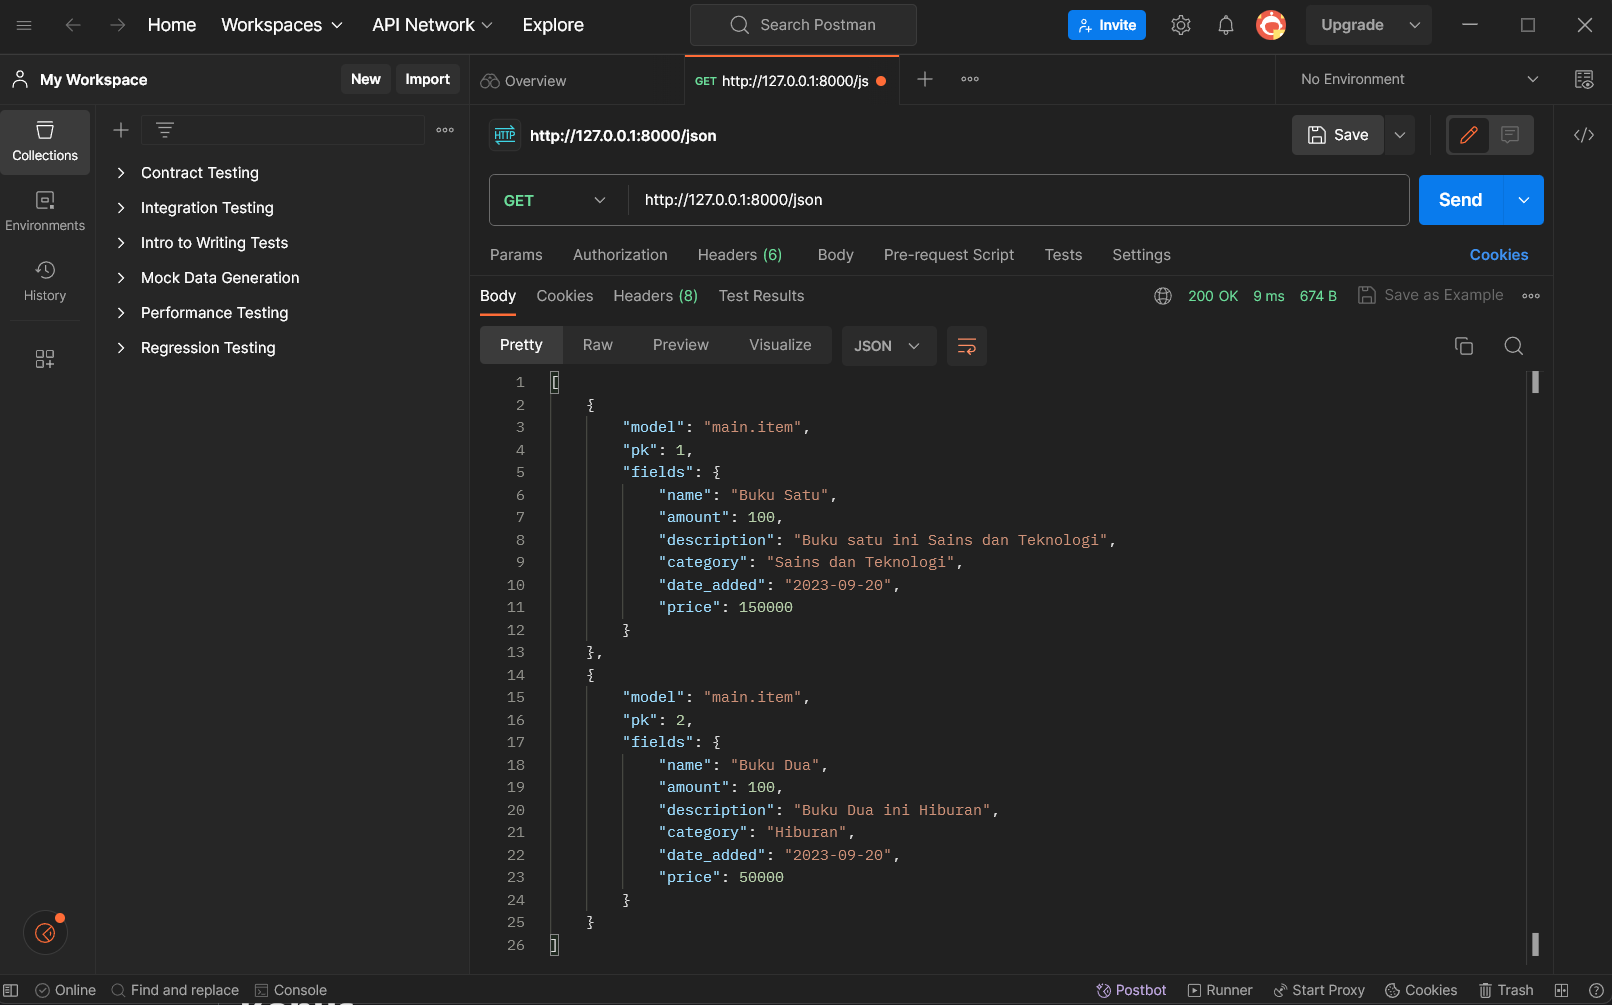 Home Workspaces API Network Explore Search Postman Invite Upgrade
My Workspace New Import Overview GET http://127.0.0.1:8000/js No Environment
Collections
Environments
History
Contract Testing
Integration Testing
Intro to Writing Tests
Mock Data Generation
Performance Testing
Regression Testing
HTTP http://127.0.0.1:8000/json Save
GET http://127.0.0.1:8000/json Send
Params Authorization Headers (6) Body Pre-request Script Tests Settings Cookies
Body Cookies Headers (8) Test Results 200 OK 9 ms 674 B Save as Example
Pretty Raw Preview Visualize JSON
1 [
2 {
3 "model": "main.item",
4 "pk": 1,
5 "fields": {
6 "name": "Buku Satu",
7 "amount": 100,
8 "description": "Buku satu ini Sains dan Teknologi",
9 "category": "Sains dan Teknologi",
10 "date_added": "2023-09-20",
11 "price": 150000
12 }
13 },
14 {
15 "model": "main.item",
16 "pk": 2,
17 "fields": {
18 "name": "Buku Dua",
19 "amount": 100,
20 "description": "Buku Dua ini Hiburan",
21 "category": "Hiburan",
22 "date_added": "2023-09-20",
23 "price": 50000
24 }
25 }
26 ]
Online Find and replace Console Postbot Runner Start Proxy Cookies Trash